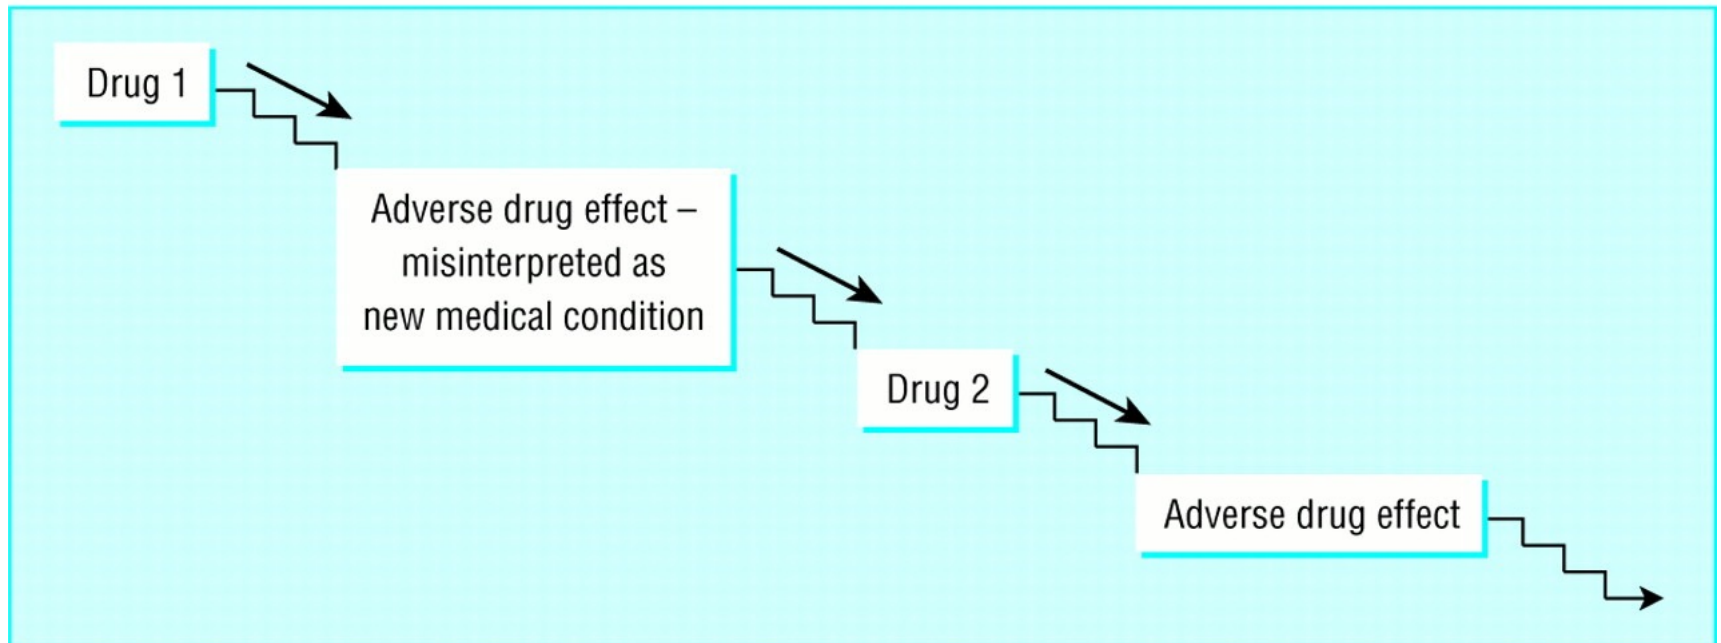 Drug 1
Adverse drug effect –
misinterpreted as
new medical condition
Drug 2
Adverse drug effect